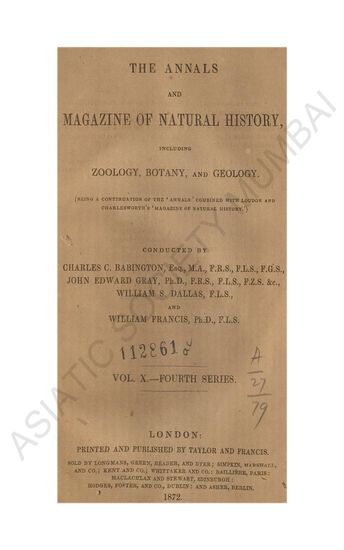 THE ANNALS
AND
MAGAZINE OF NATURAL HISTORY,
INCLUDING
ZOOLOGY, BOTANY, AND GEOLOGY.
(BEING A CONTINUATION OF THE 'ANNALS' COMBINED WITH LOUDON AND
CHARLESWORTH'S 'MAGAZINE OF NATURAL HISTORY.')
CONDUCTED BY
CHARLES C. BABINGTON, Esq., M.A., F.R.S., F.L.S., F.G.S.,
JOHN EDWARD GRAY, Ph.D., F.R.S., F.L.S., F.Z.S. &c.,
WILLIAM S. DALLAS, F.L.S.,
AND
WILLIAM FRANCIS, Ph.D., F.L.S.
112861
VOL. X.—FOURTH SERIES.
A
27
79
LONDON:
PRINTED AND PUBLISHED BY TAYLOR AND FRANCIS.
SOLD BY LONGMANS, GREEN, READER, AND DYER; SIMPKIN, MARSHALL,
AND CO.; KENT AND CO.; WHITTAKER AND CO.: BAILLIÈRE, PARIS:
MACLACHLAN AND STEWART, EDINBURGH:
HODGES, FOSTER, AND CO., DUBLIN: AND ASHER, BERLIN.
1872.
ASIATIC SOCIETY MUMBAI